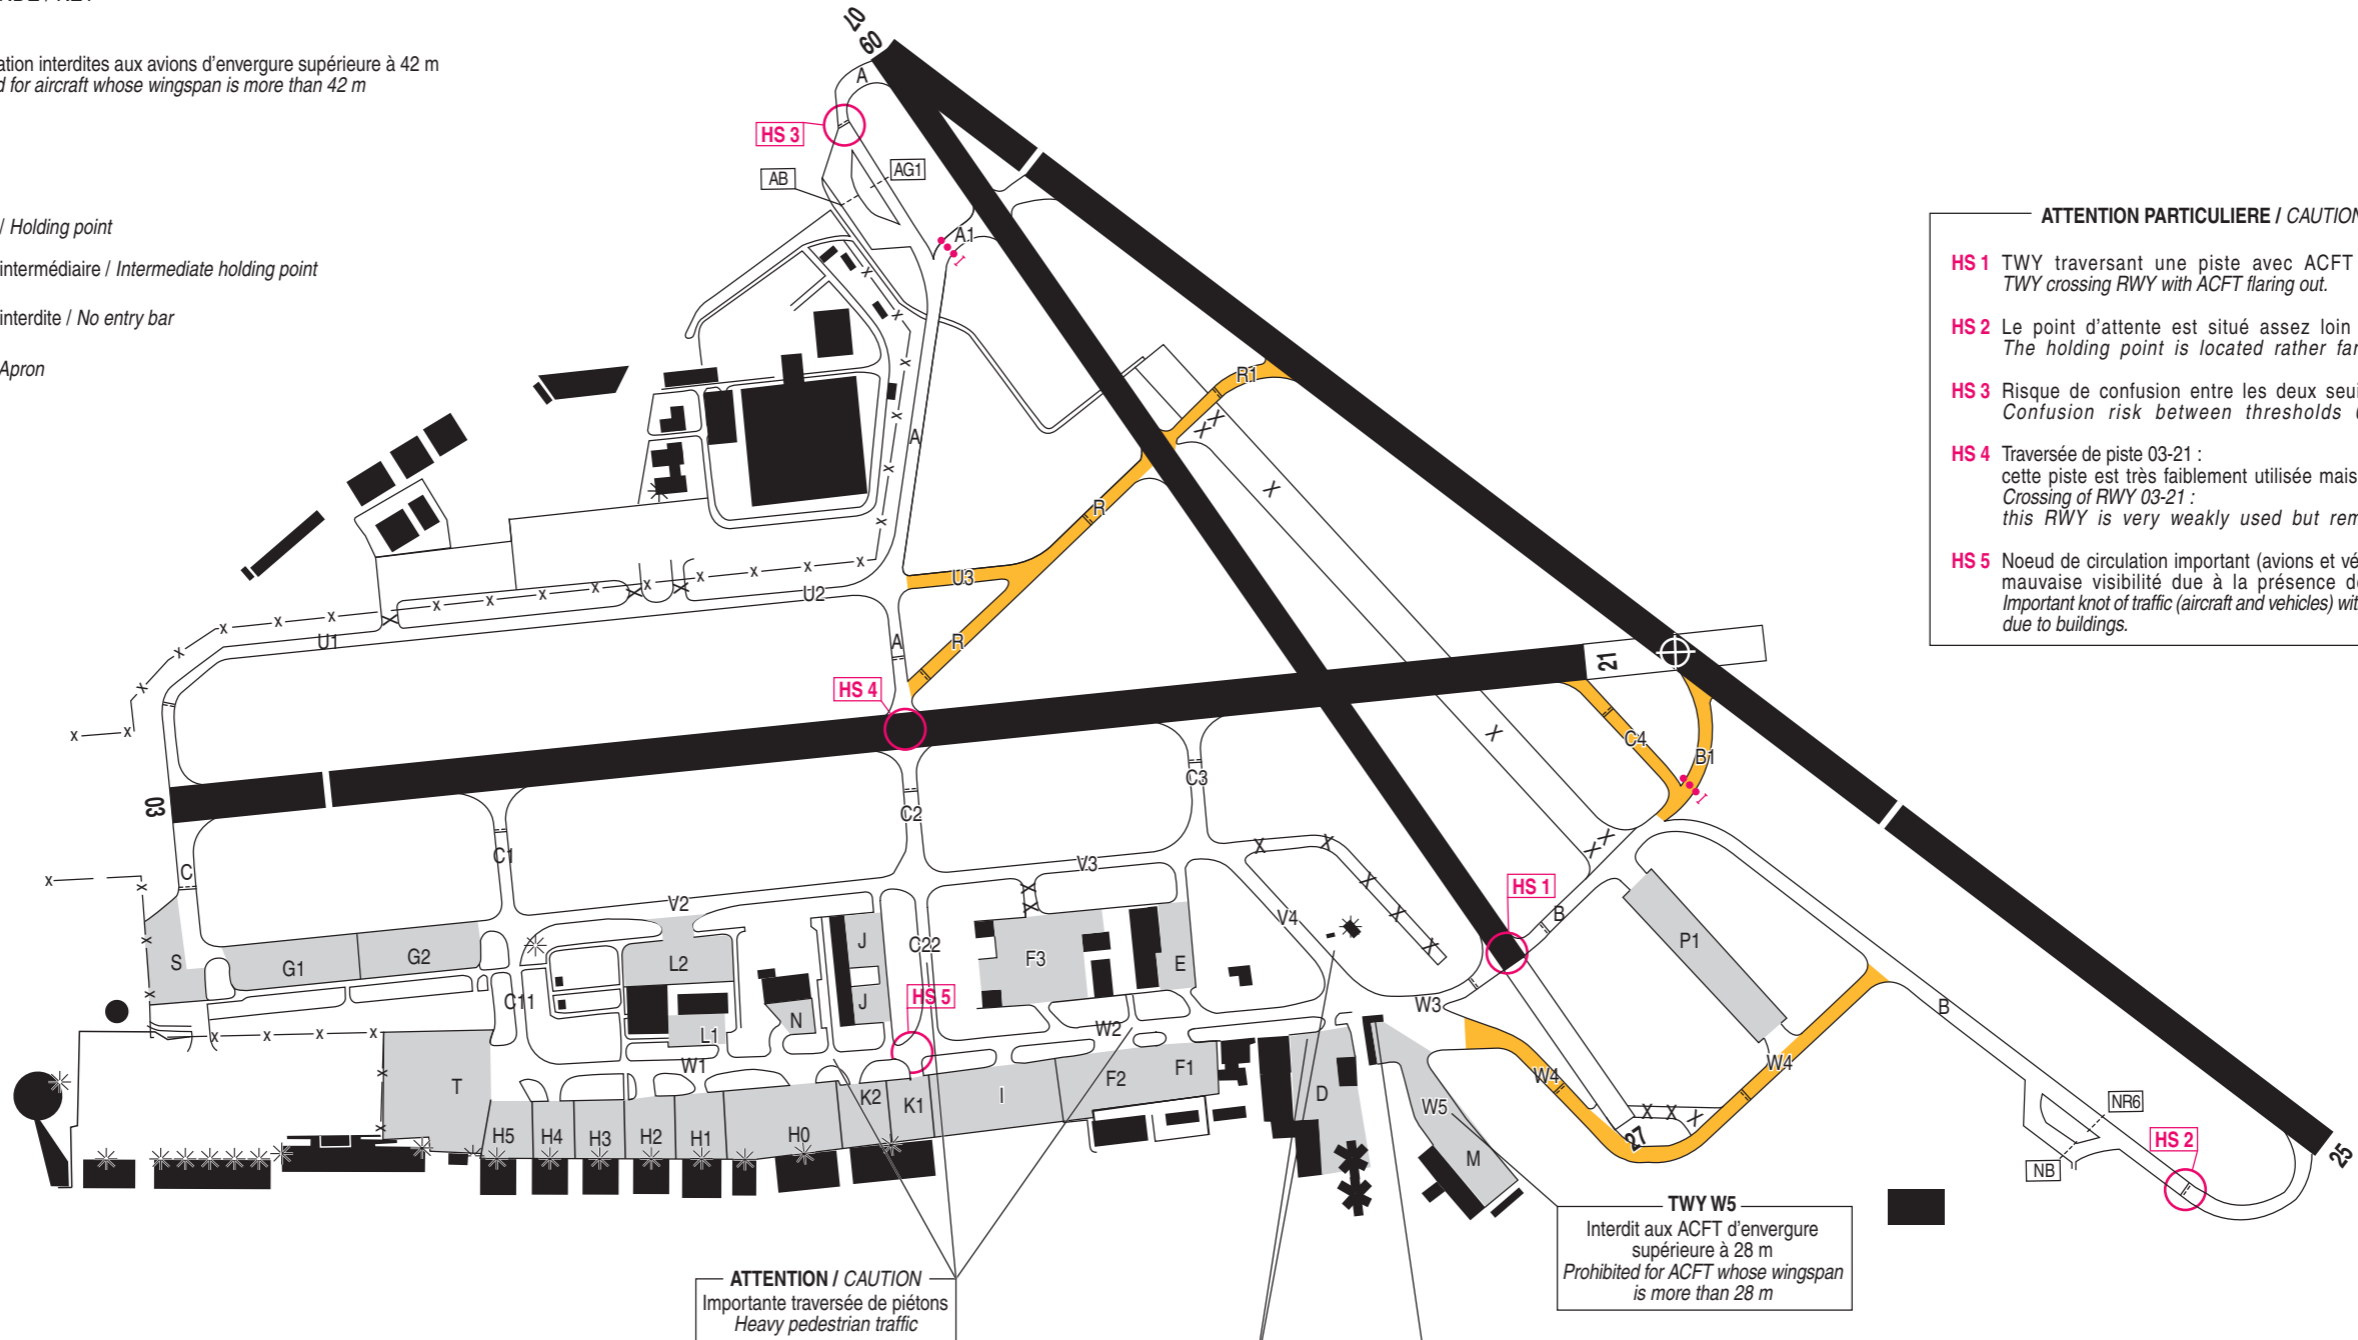 ation interdites aux avions d'envergure supérieure à 42 m
d for aircraft whose wingspan is more than 42 m
/ Holding point
intermédiaire / Intermediate holding point
interdite / No entry bar
Apron
07
09
A
HS 3
AB
AG1
A1
ATTENTION PARTICULIERE / CAUTION
HS 1 TWY traversant une piste avec ACFT
TWY crossing RWY with ACFT flaring out.
HS 2 Le point d'attente est situé assez loin
The holding point is located rather far
HS 3 Risque de confusion entre les deux seui
Confusion risk between thresholds
HS 4 Traversée de piste 03-21 :
cette piste est très faiblement utilisée mais
Crossing of RWY 03-21 :
this RWY is very weakly used but rem
HS 5 Noeud de circulation important (avions et vé
mauvaise visibilité due à la présence de
Important knot of traffic (aircraft and vehicles) wit
due to buildings.
R1
A
R
U3
U2
U1
A
R
21
HS 4
C4
B1
C3
C2
03
C1
C
V3
V2
V4
HS 1
B
P1
S
G1
G2
L2
J
C22
F3
E
J
HS 5
C11
L1
N
W3
W2
W1
B
T
F2
F1
K2
K1
I
D
W4
W4
W5
H5
H4
H3
H2
H1
H0
M
27
NR6
HS 2
NB
25
TWY W5
Interdit aux ACFT d'envergure
supérieure à 28 m
Prohibited for ACFT whose wingspan
is more than 28 m
ATTENTION / CAUTION
Importante traversée de piétons
Heavy pedestrian traffic